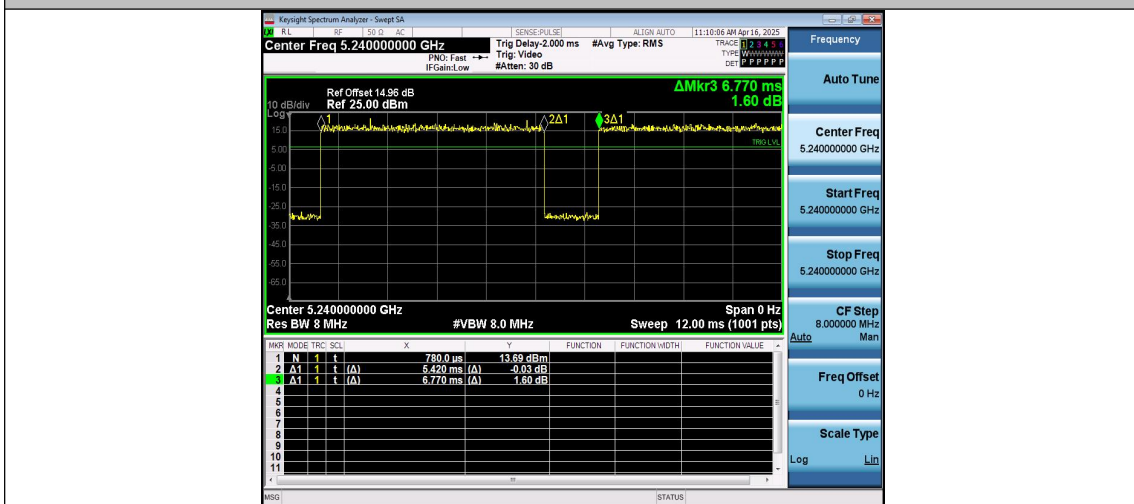 Keysight Spectrum Analyzer - Swept SA
RL RF 50 Ω AC SENSE:PULSE ALIGN AUTO 11:10:06 AM Apr 16, 2025
Center Freq 5.240000000 GHz Trig Delay-2.000 ms #Avg Type: RMS TRACE 1 2 3 4 5 6
PNO: Fast Trig: Video TYPE
IFGain:Low #Atten: 30 dB DET P P P P P P
Frequency
ΔMkr3 6.770 ms
1.60 dB
Ref Offset 14.96 dB
10 dB/div Ref 25.00 dBm
Log
1 2Δ1 3Δ1
15.0
TRIG LVL
5.00
-5.00
-15.0
-25.0
-35.0
-45.0
-55.0
-65.0
Center 5.240000000 GHz Span 0 Hz
Res BW 8 MHz #VBW 8.0 MHz Sweep 12.00 ms (1001 pts)
MKR MODE TRC SCL X Y FUNCTION FUNCTION WIDTH FUNCTION VALUE
1 N 1 t 780.0 µs 13.69 dBm
2 Δ1 1 t (Δ) 5.420 ms (Δ) -0.03 dB
3 Δ1 1 t (Δ) 6.770 ms (Δ) 1.60 dB
4
5
6
7
8
9
10
11
MSG STATUS
Auto Tune
Center Freq
5.240000000 GHz
Start Freq
5.240000000 GHz
Stop Freq
5.240000000 GHz
CF Step
8.000000 MHz
Auto Man
Freq Offset
0 Hz
Scale Type
Log Lin